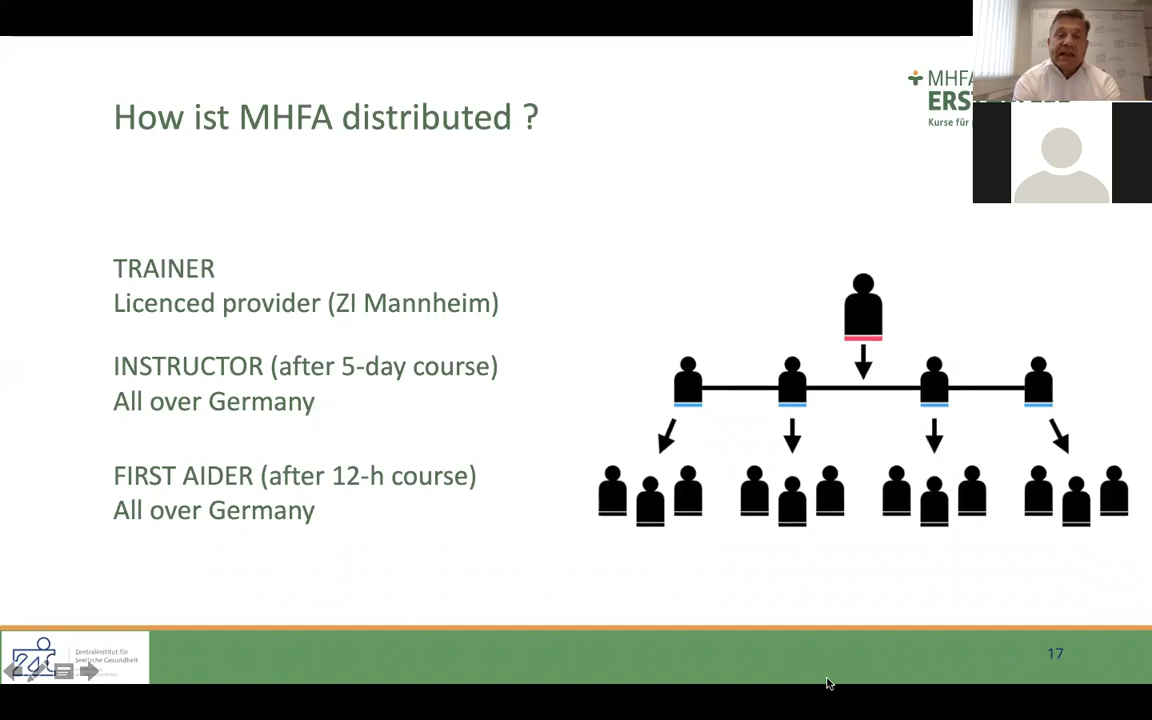 How ist MHFA distributed ?
MHFA
ERS
Kurse für
TRAINER
Licenced provider (ZI Mannheim)
INSTRUCTOR (after 5-day course)
All over Germany
FIRST AIDER (after 12-h course)
All over Germany
Zentralinstitut für
Seelische Gesundheit
17